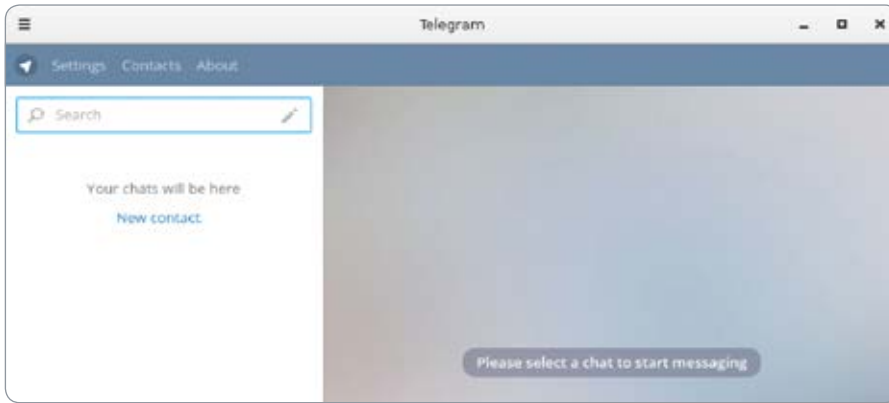 Telegram
Settings Contacts About
Search
Your chats will be here
New contact
Please select a chat to start messaging